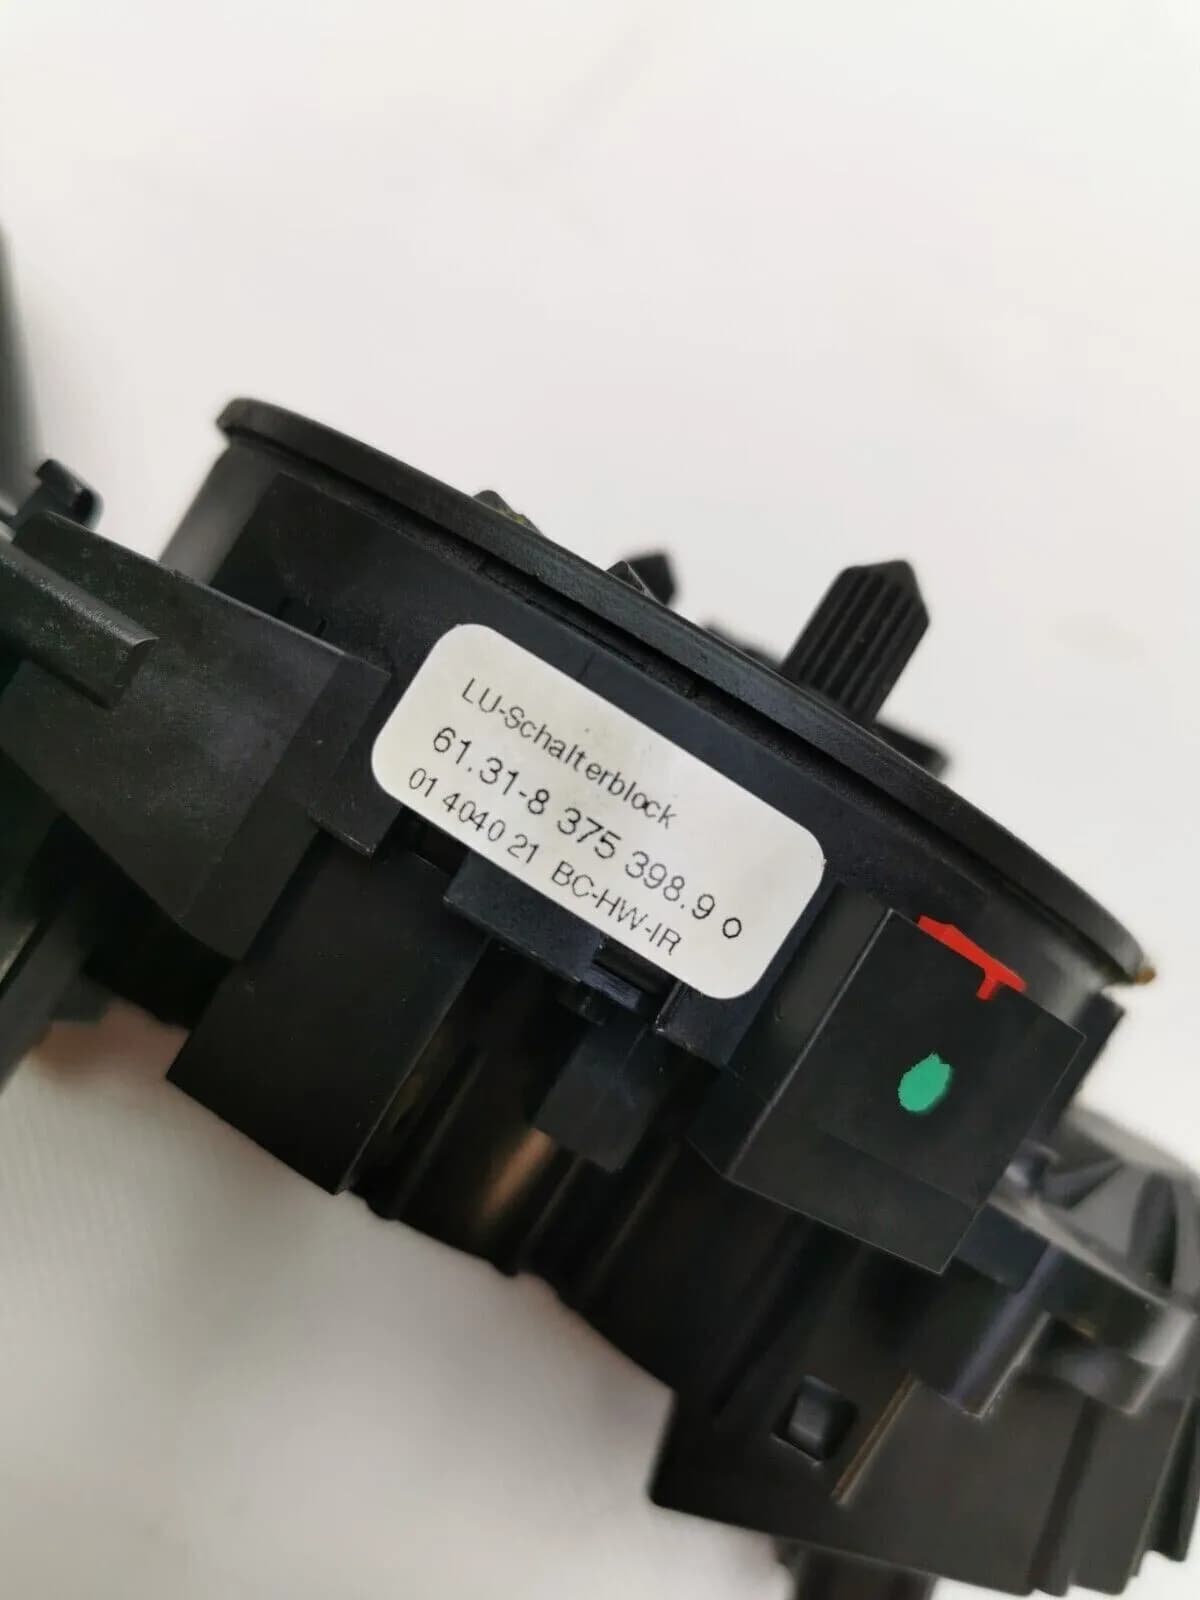 LU-Schalterblock
61.31-8 375 398.9 o
01 4040 21 BC-HW-IR